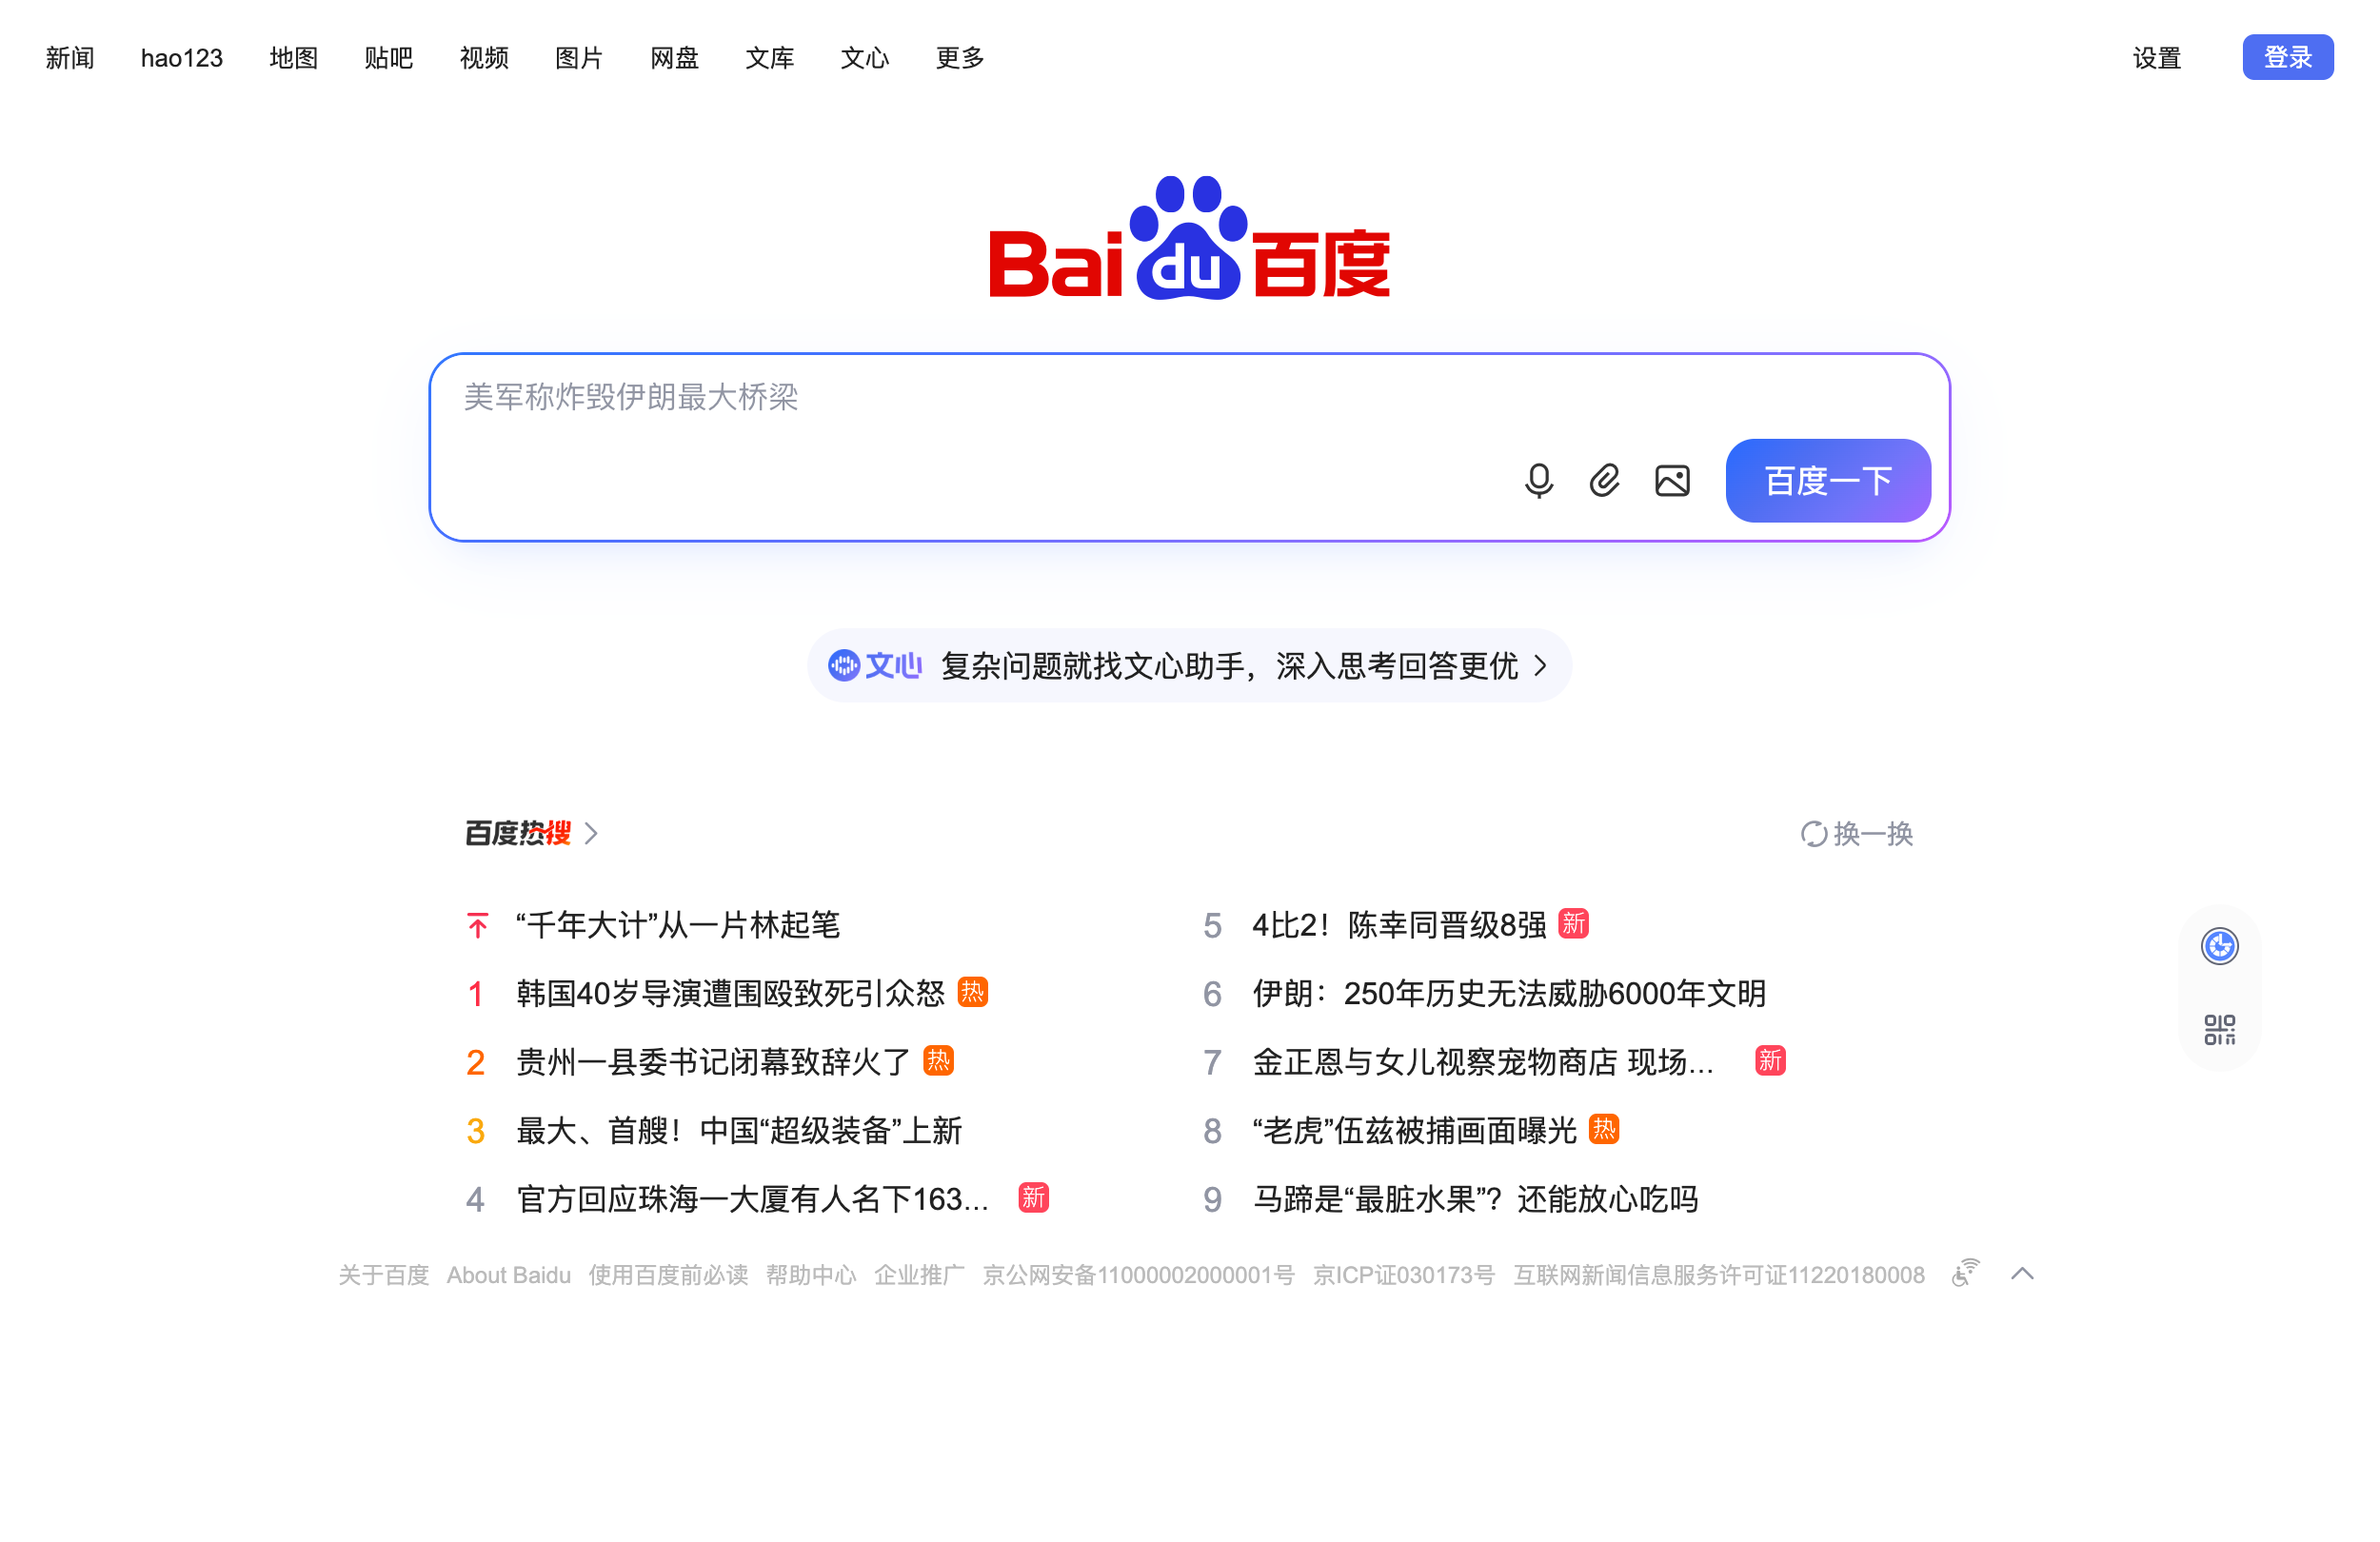 新闻 hao123 地图 贴吧 视频 图片 网盘 文库 文心 更多 设置 登录
Bai du 百度
美军称炸毁伊朗最大桥梁
百度一下
文心 复杂问题就找文心助手，深入思考回答更优
百度热搜
换一换
“千年大计”从一片林起笔
1 韩国40岁导演遭围殴致死引众怒 热
2 贵州一县委书记闭幕致辞火了 热
3 最大、首艘！中国“超级装备”上新
4 官方回应珠海一大厦有人名下163... 新
5 4比2！陈幸同晋级8强 新
6 伊朗：250年历史无法威胁6000年文明
7 金正恩与女儿视察宠物商店 现场... 新
8 “老虎”伍兹被捕画面曝光 热
9 马蹄是“最脏水果”？还能放心吃吗
关于百度 About Baidu 使用百度前必读 帮助中心 企业推广 京公网安备11000002000001号 京ICP证030173号 互联网新闻信息服务许可证11220180008